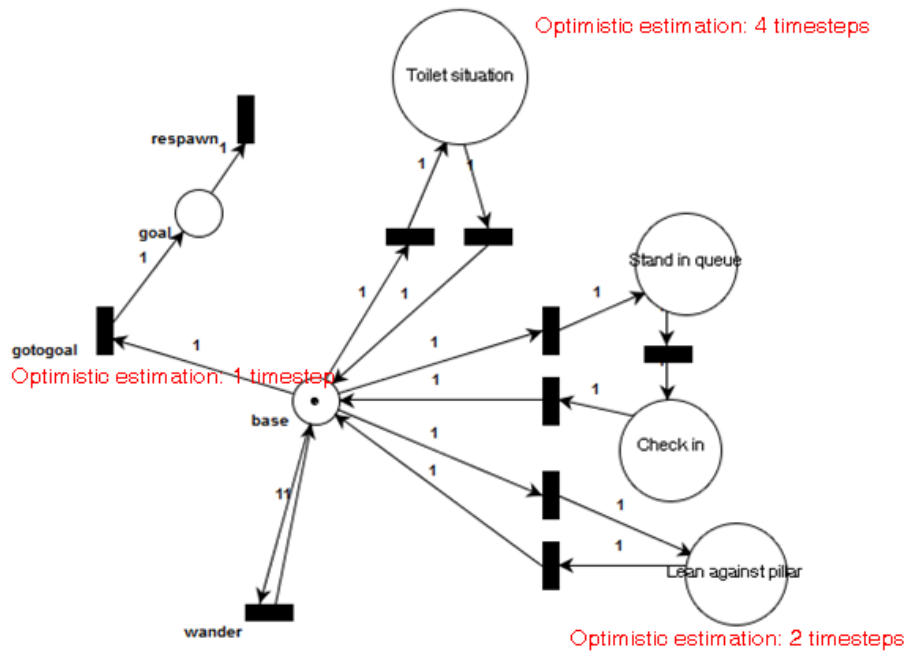 Optimistic estimation: 4 timesteps
Toilet situation
respawn
1
1
1
goal
1
Stand in queue
1
1
1
1
1
1
gotogoal
Optimistic estimation: 1 timestep
1
1
base
Check in
1
1
11
1
1
Lean against pillar
wander
Optimistic estimation: 2 timesteps